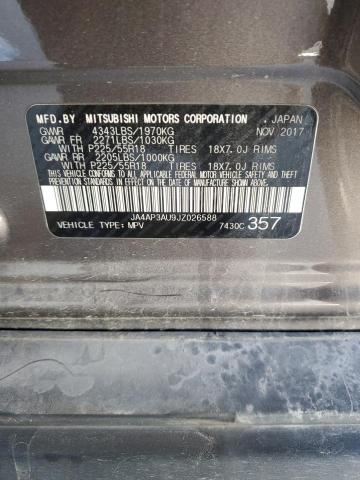 MFD.BY MITSUBISHI MOTORS CORPORATION. JAPAN
GVWR 4343LBS/1970KG NOV 2017
GAWR FR 2271LBS/1030KG
WITH P225/55R18 TIRES 18X7.0J RIMS
GAWR RR 2205LBS/1000KG
WITH P225/55R18 TIRES 18X7.0J RIMS
THIS VEHICLE CONFORMS TO ALL APPLICABLE FEDERAL
MOTOR VEHICLE SAFETY AND THEFT PREVENTION STANDARDS
IN EFFECT ON THE DATE OF MANUFACTURE SHOWN ABOVE.
JA4AP3AU9JZ026588
VEHICLE TYPE: MPV 7430C 357